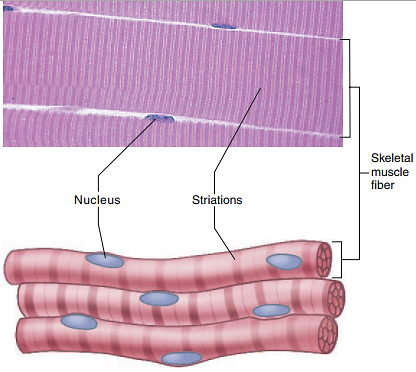 Skeletal
muscle
fiber
Nucleus
Striations